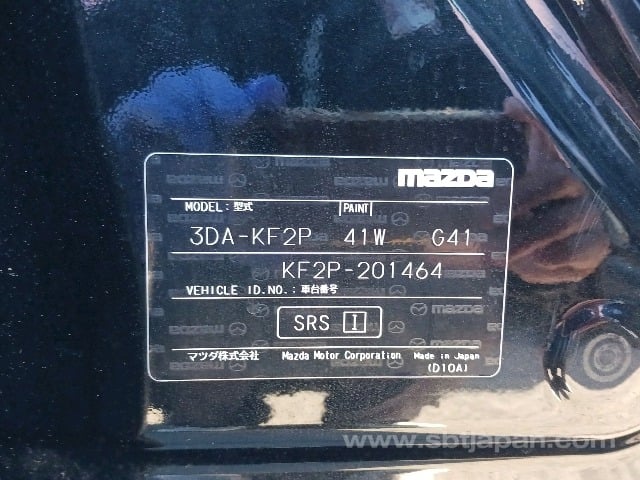 mazda
MODEL:型式 PAINT
3DA-KF2P 41W G41
KF2P-201464
VEHICLE ID.NO.:車台番号
SRS I
マツダ株式会社 Mazda Motor Corporation Made in Japan
(D10A)
www.sbtjapan.com